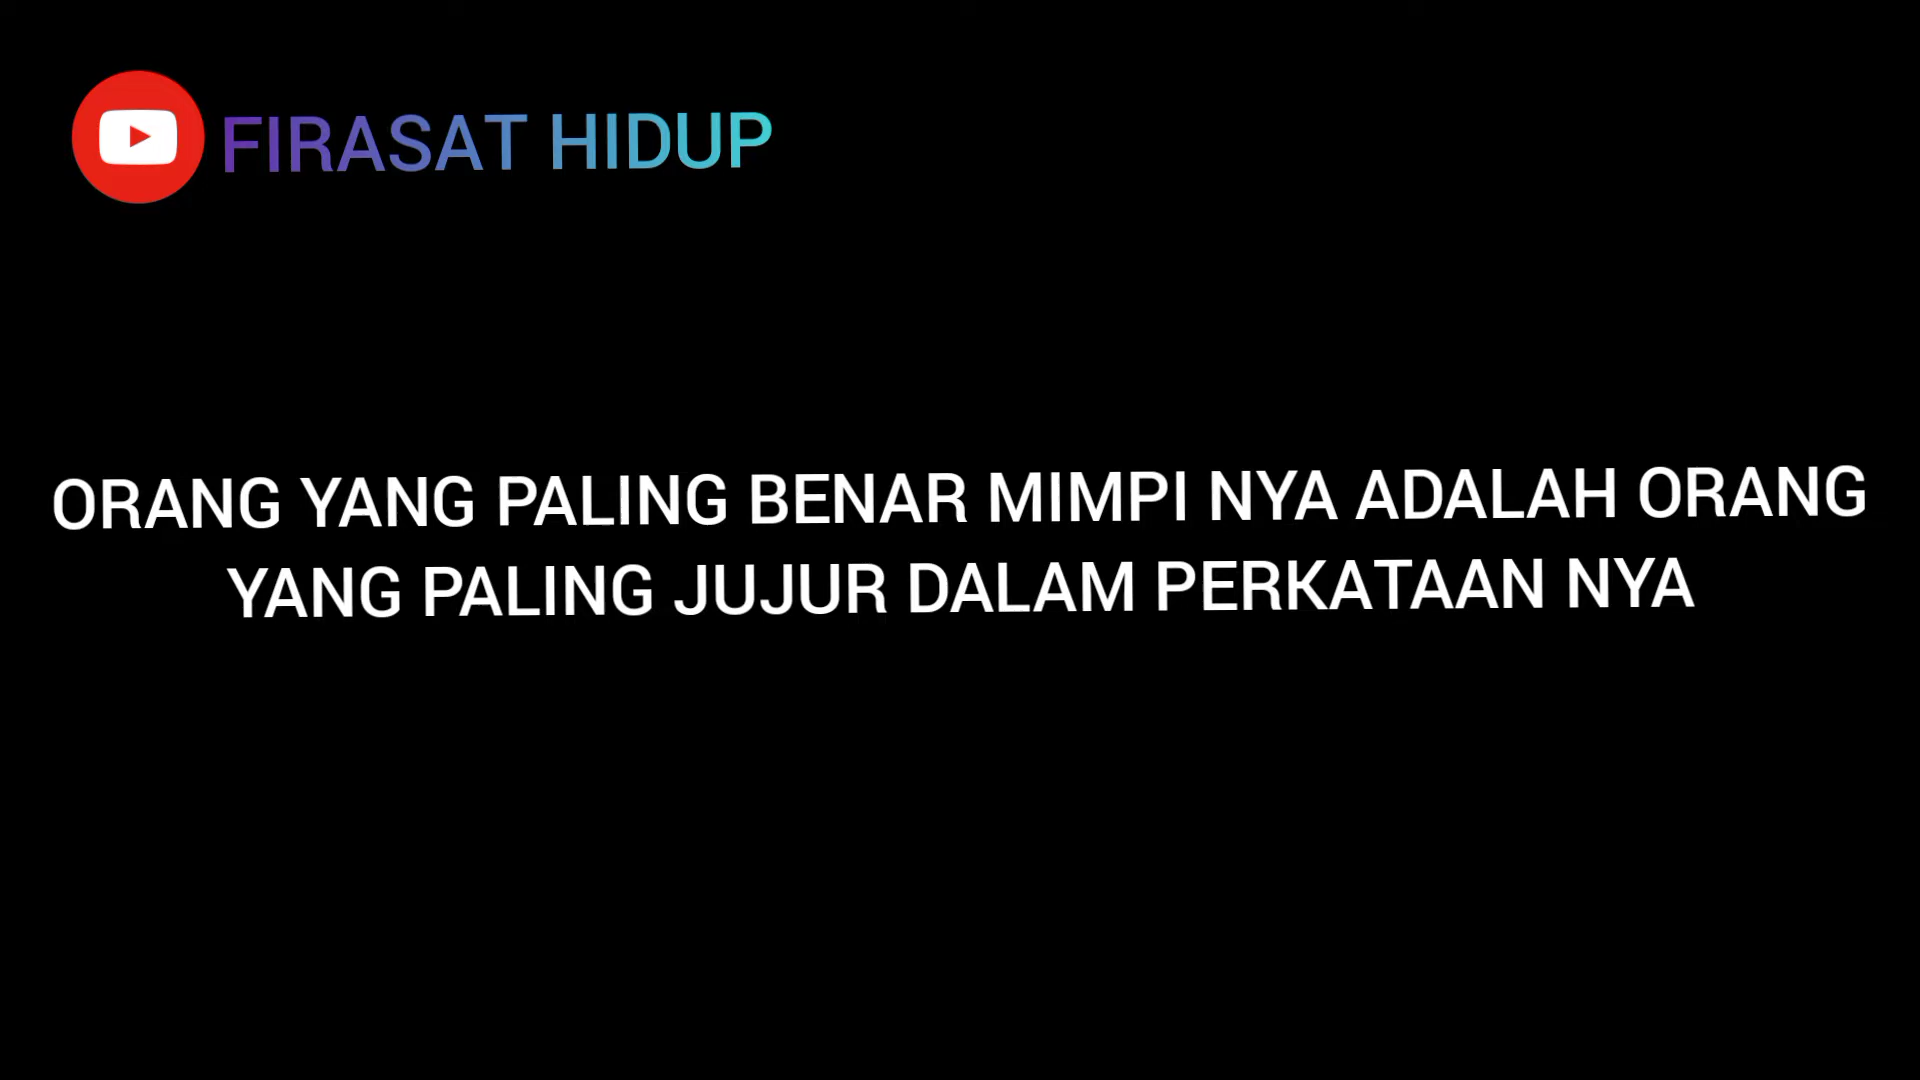 FIRASAT HIDUP
ORANG YANG PALING BENAR MIMPI NYA ADALAH ORANG
YANG PALING JUJUR DALAM PERKATAAN NYA